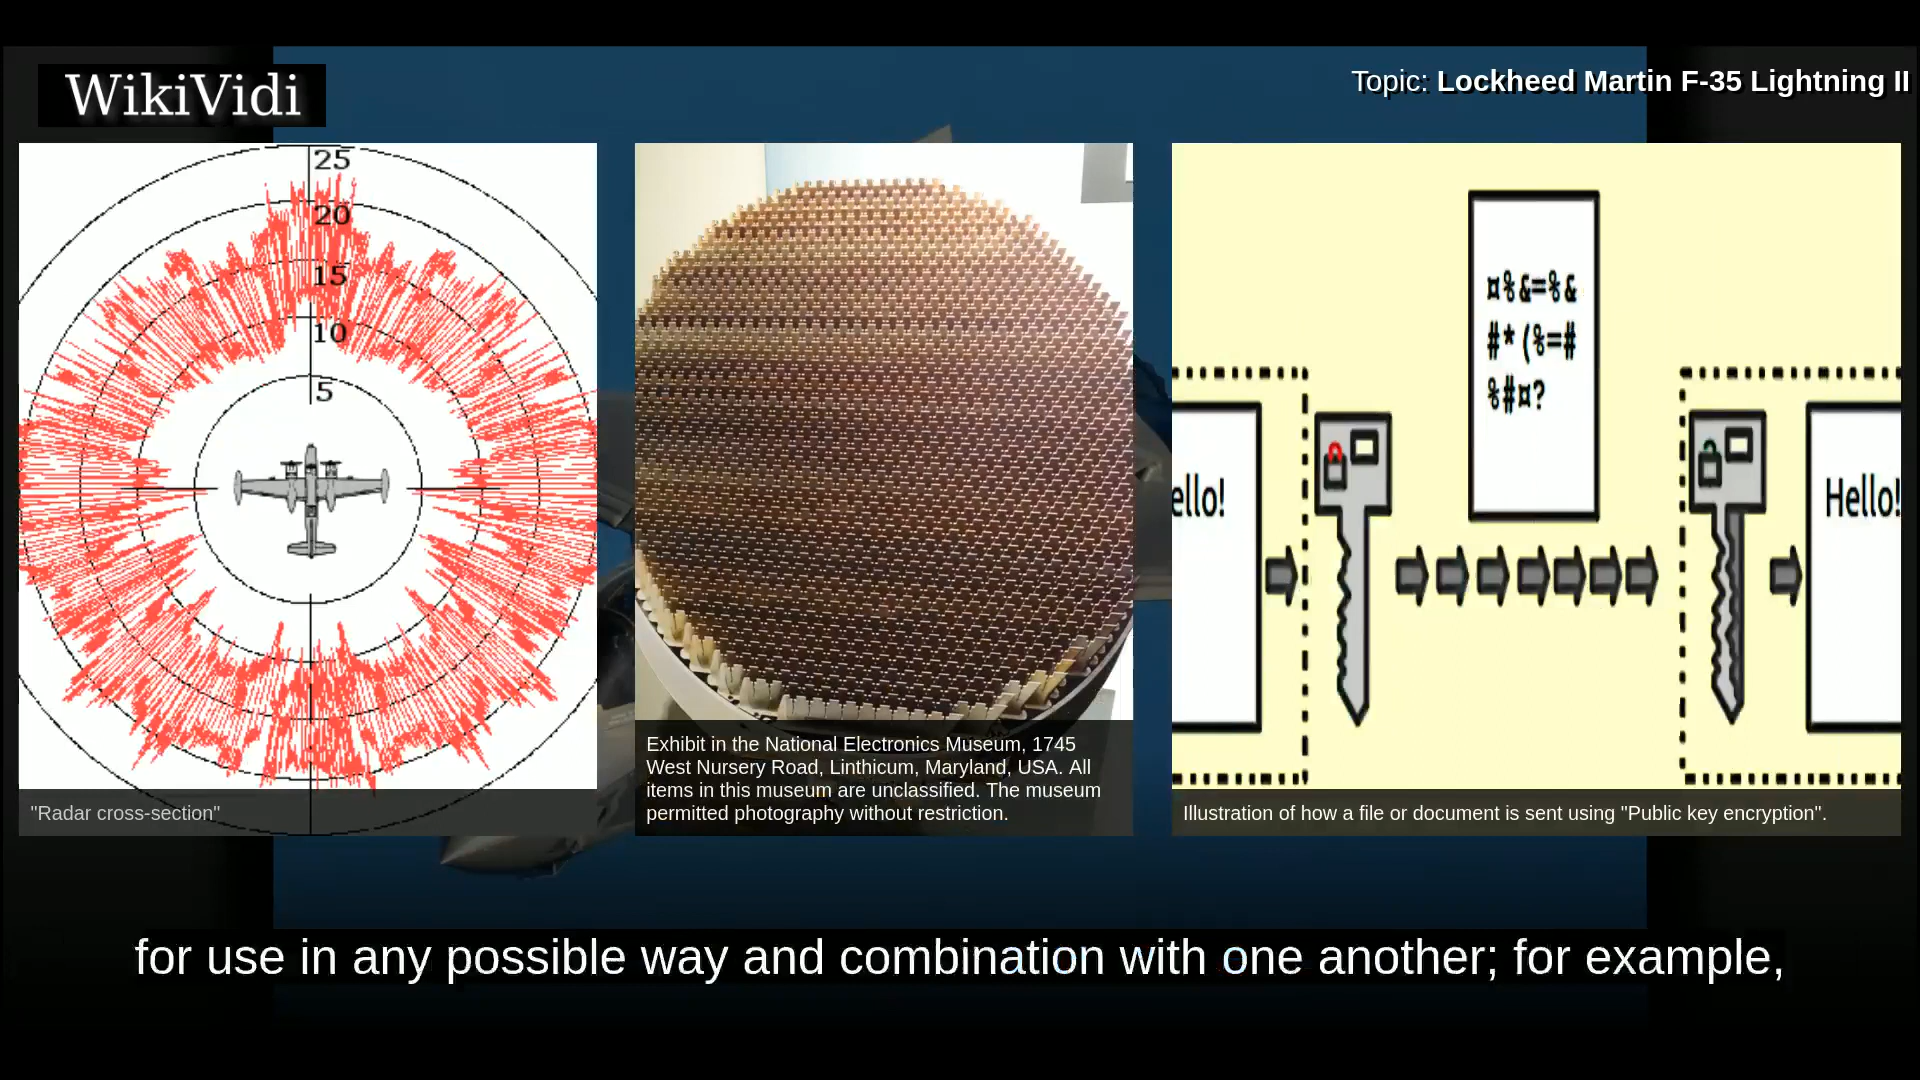 WikiVidi
Topic: Lockheed Martin F-35 Lightning II
25
20
15
10
5
"Radar cross-section"
Exhibit in the National Electronics Museum, 1745
West Nursery Road, Linthicum, Maryland, USA. All
items in this museum are unclassified. The museum
permitted photography without restriction.
¤%&=%&
#*(%=#
%#¤?
ello!
Hello!
Illustration of how a file or document is sent using "Public key encryption".
for use in any possible way and combination with one another; for example,